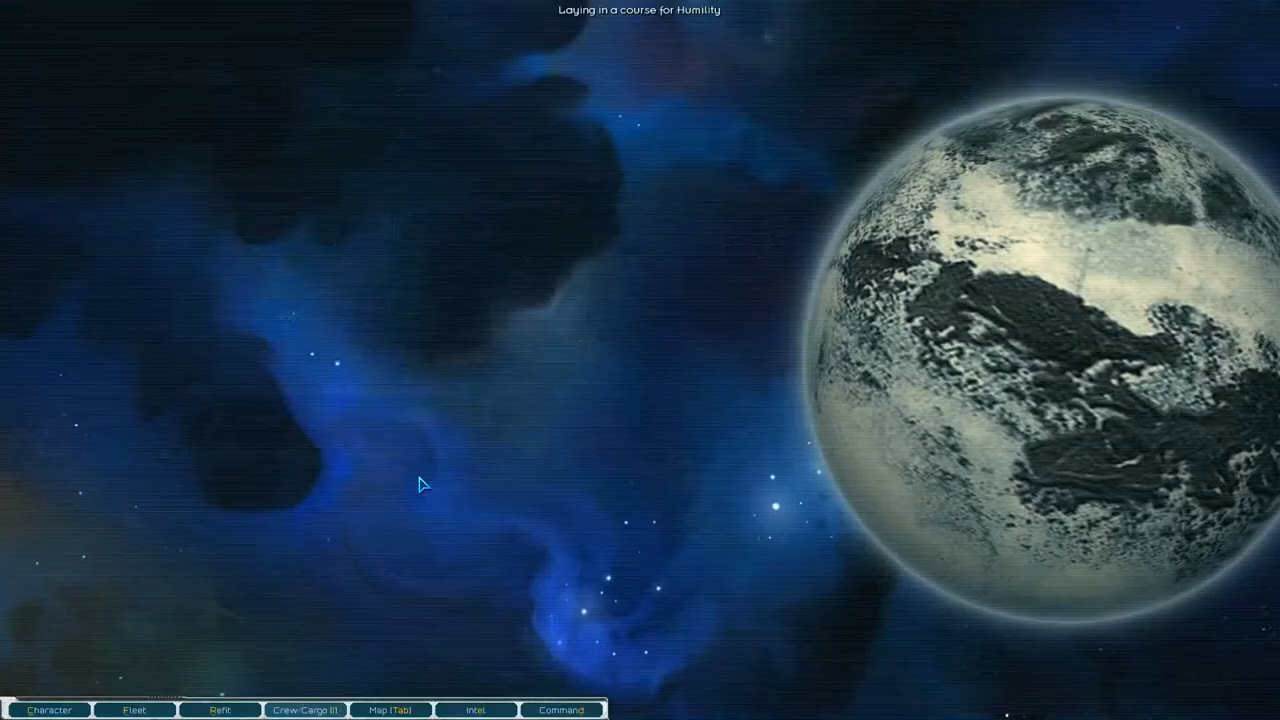 Laying in a course for Humility
Character Fleet Refit Crew/Cargo [I] Map [Tab] Intel Command